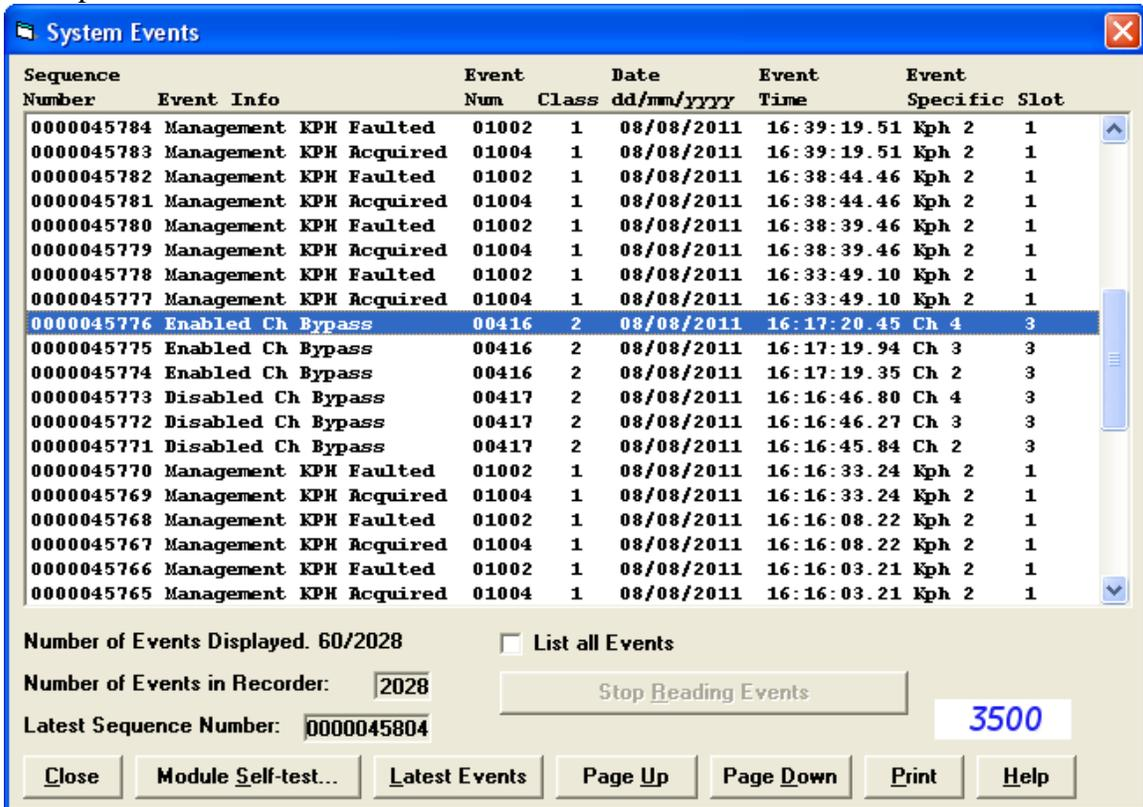 System Events
Sequence Event Date Event Event
Number Event Info Num Class dd/mm/yyyy Time Specific Slot
0000045784 Management KPH Faulted 01002 1 08/08/2011 16:39:19.51 Kph 2 1
0000045783 Management KPH Acquired 01004 1 08/08/2011 16:39:19.51 Kph 2 1
0000045782 Management KPH Faulted 01002 1 08/08/2011 16:38:44.46 Kph 2 1
0000045781 Management KPH Acquired 01004 1 08/08/2011 16:38:44.46 Kph 2 1
0000045780 Management KPH Faulted 01002 1 08/08/2011 16:38:39.46 Kph 2 1
0000045779 Management KPH Acquired 01004 1 08/08/2011 16:38:39.46 Kph 2 1
0000045778 Management KPH Faulted 01002 1 08/08/2011 16:33:49.10 Kph 2 1
0000045777 Management KPH Acquired 01004 1 08/08/2011 16:33:49.10 Kph 2 1
0000045776 Enabled Ch Bypass 00416 2 08/08/2011 16:17:20.45 Ch 4 3
0000045775 Enabled Ch Bypass 00416 2 08/08/2011 16:17:19.94 Ch 3 3
0000045774 Enabled Ch Bypass 00416 2 08/08/2011 16:17:19.35 Ch 2 3
0000045773 Disabled Ch Bypass 00417 2 08/08/2011 16:16:46.80 Ch 4 3
0000045772 Disabled Ch Bypass 00417 2 08/08/2011 16:16:46.27 Ch 3 3
0000045771 Disabled Ch Bypass 00417 2 08/08/2011 16:16:45.84 Ch 2 3
0000045770 Management KPH Faulted 01002 1 08/08/2011 16:16:33.24 Kph 2 1
0000045769 Management KPH Acquired 01004 1 08/08/2011 16:16:33.24 Kph 2 1
0000045768 Management KPH Faulted 01002 1 08/08/2011 16:16:08.22 Kph 2 1
0000045767 Management KPH Acquired 01004 1 08/08/2011 16:16:08.22 Kph 2 1
0000045766 Management KPH Faulted 01002 1 08/08/2011 16:16:03.21 Kph 2 1
0000045765 Management KPH Acquired 01004 1 08/08/2011 16:16:03.21 Kph 2 1
Number of Events Displayed. 60/2028 List all Events
Number of Events in Recorder: 2028 Stop Reading Events
Latest Sequence Number: 0000045804 3500
Close Module Self-test... Latest Events Page Up Page Down Print Help